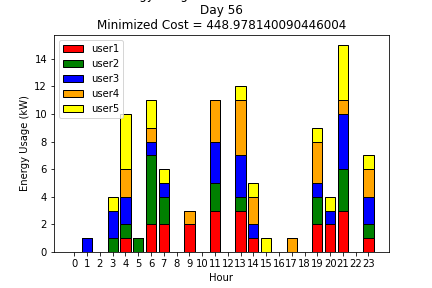 Day 56
Minimized Cost = 448.978140090446004
user1
user2
user3
user4
user5
Energy Usage (kW)
14
12
10
8
6
4
2
0
0 1 2 3 4 5 6 7 8 9 10 11 12 13 14 15 16 17 18 19 20 21 22 23
Hour